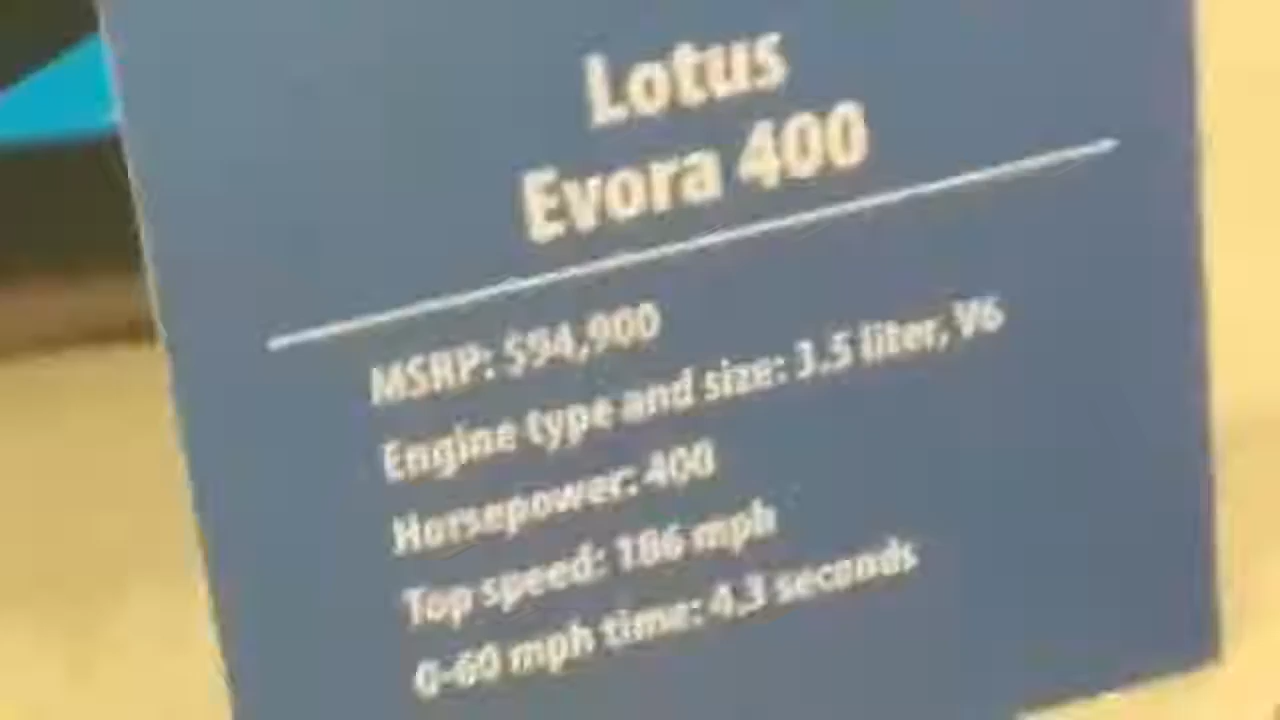 Lotus
Evora 400
MSRP: $94,900
Engine type and size: 3.5 liter, V6
Horsepower: 400
Top speed: 186 mph
0-60 mph time: 4.3 seconds